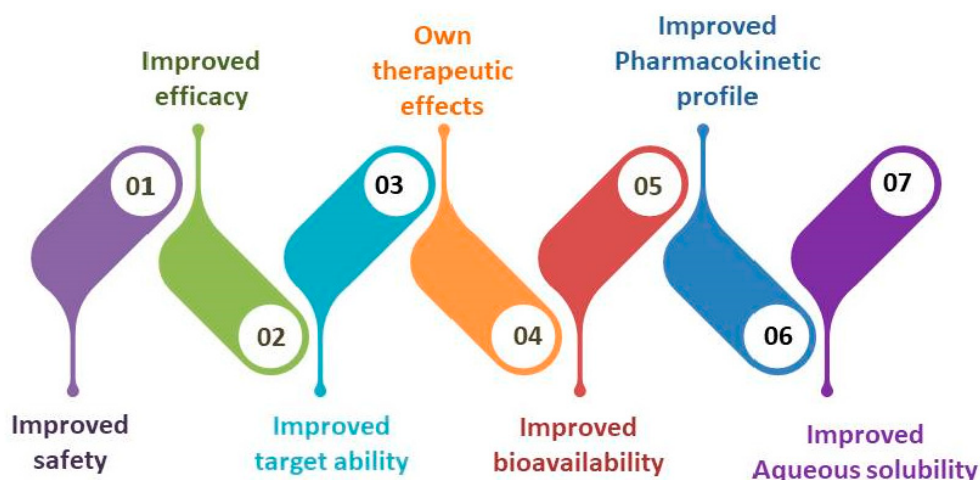 Improved
safety
01
Improved
efficacy
02
Improved
target ability
03
Own
therapeutic
effects
04
Improved
bioavailability
05
Improved
Pharmacokinetic
profile
06
Improved
Aqueous solubility
07